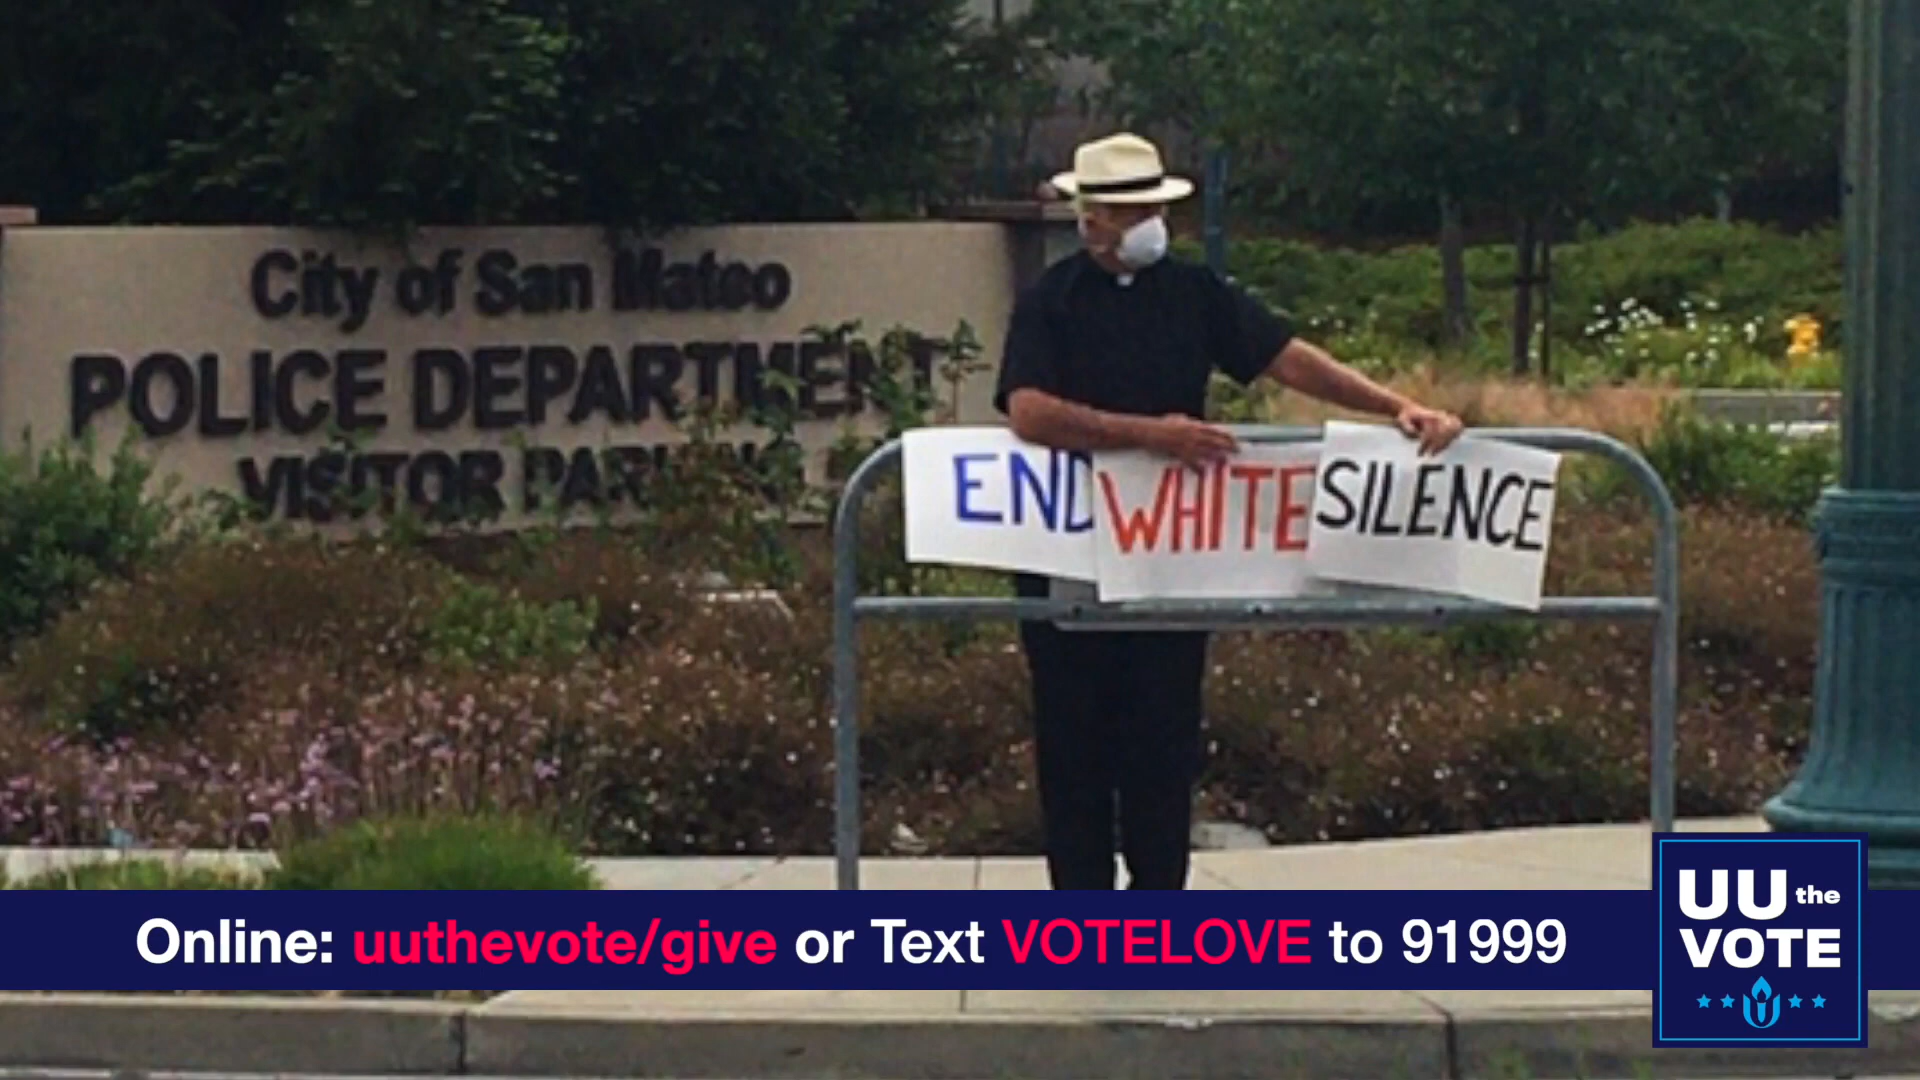 City of San Mateo
POLICE DEPARTMENT
VISITOR PARKING
END WHITE SILENCE
Online: uuthevote/give or Text VOTELOVE to 91999
UU the
VOTE